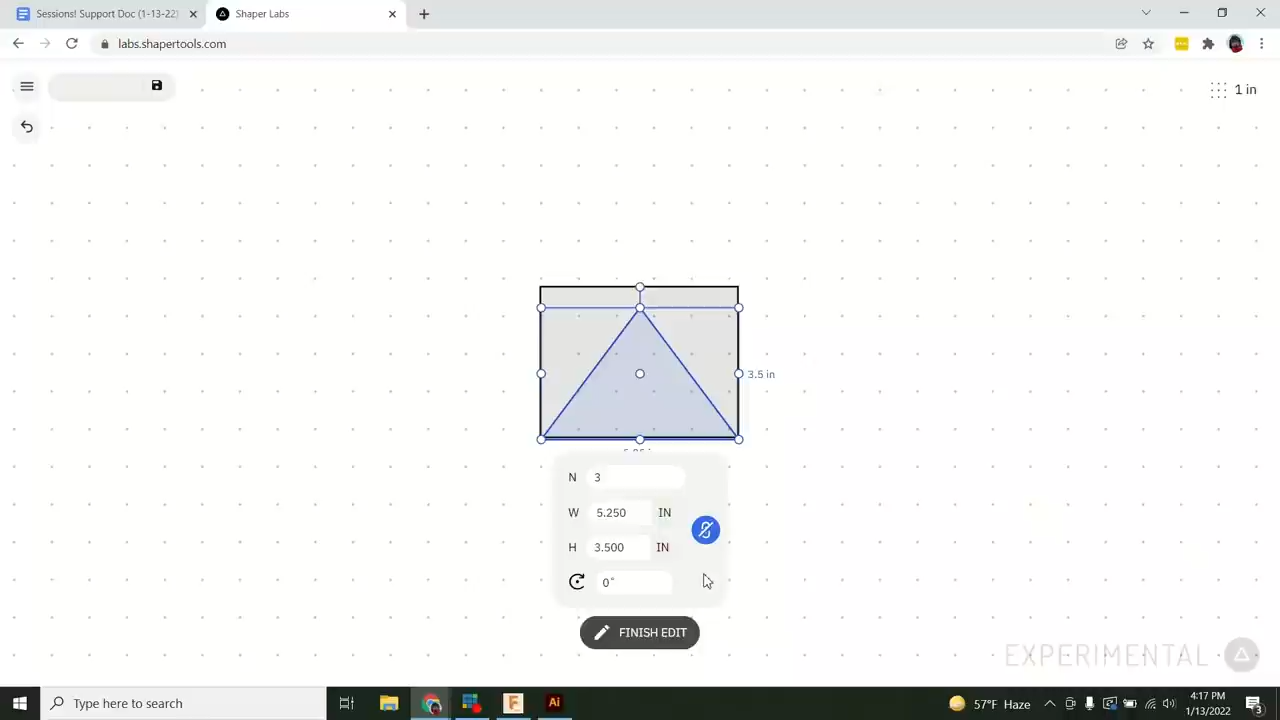 Sessions! Support Doc (1-13-22)
Shaper Labs
labs.shapertools.com
1 in
3.5 in
N 3
W 5.250 IN
H 3.500 IN
0°
FINISH EDIT
EXPERIMENTAL
Type here to search
Ai
57°F Haze
4:17 PM
1/13/2022
3